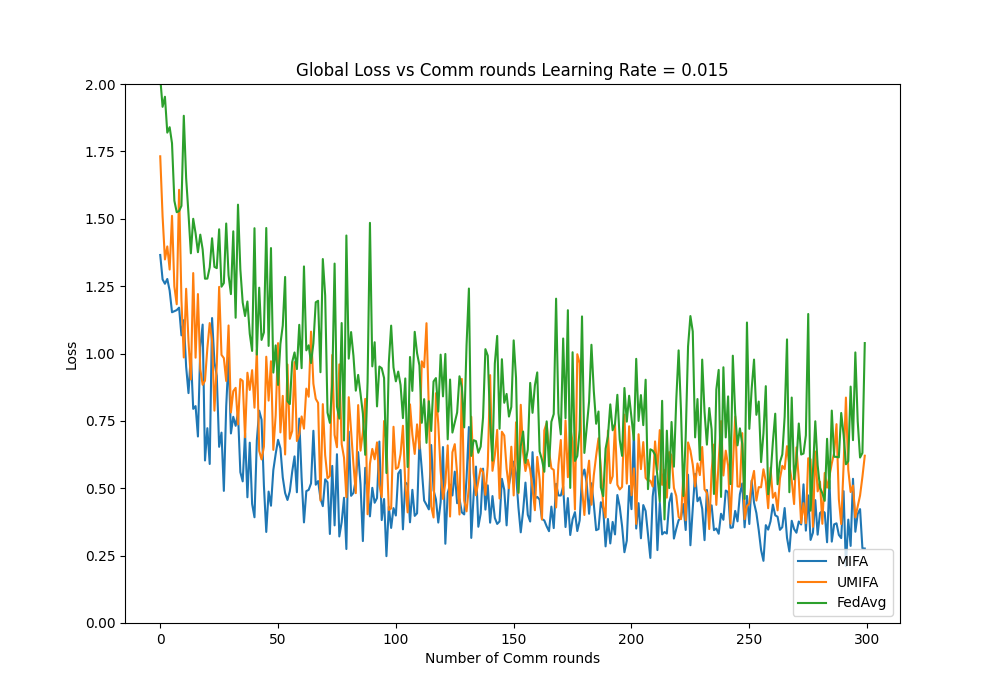 Global Loss vs Comm rounds Learning Rate = 0.015
2.00
1.75
1.50
1.25
1.00
0.75
0.50
0.25
0.00
Loss
0 50 100 150 200 250 300
Number of Comm rounds
MIFA
UMIFA
FedAvg